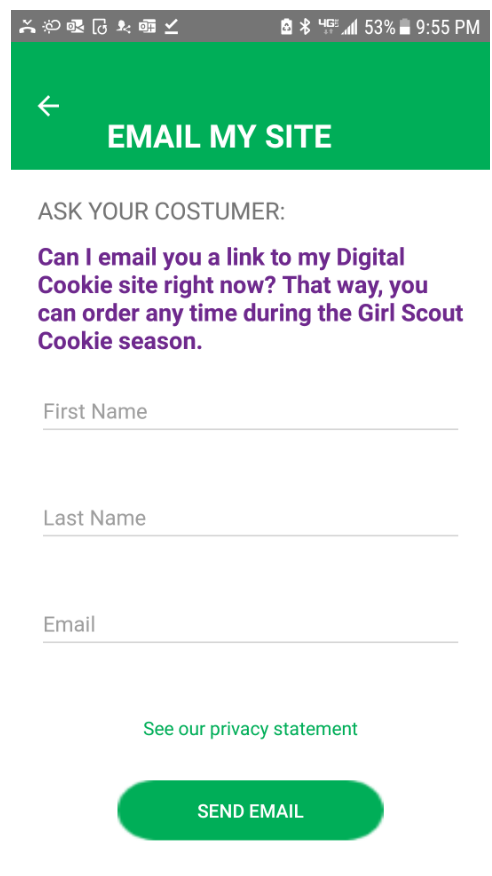 4GE 53% 9:55 PM
EMAIL MY SITE
ASK YOUR COSTUMER:
Can I email you a link to my Digital
Cookie site right now? That way, you
can order any time during the Girl Scout
Cookie season.
First Name
Last Name
Email
See our privacy statement
SEND EMAIL